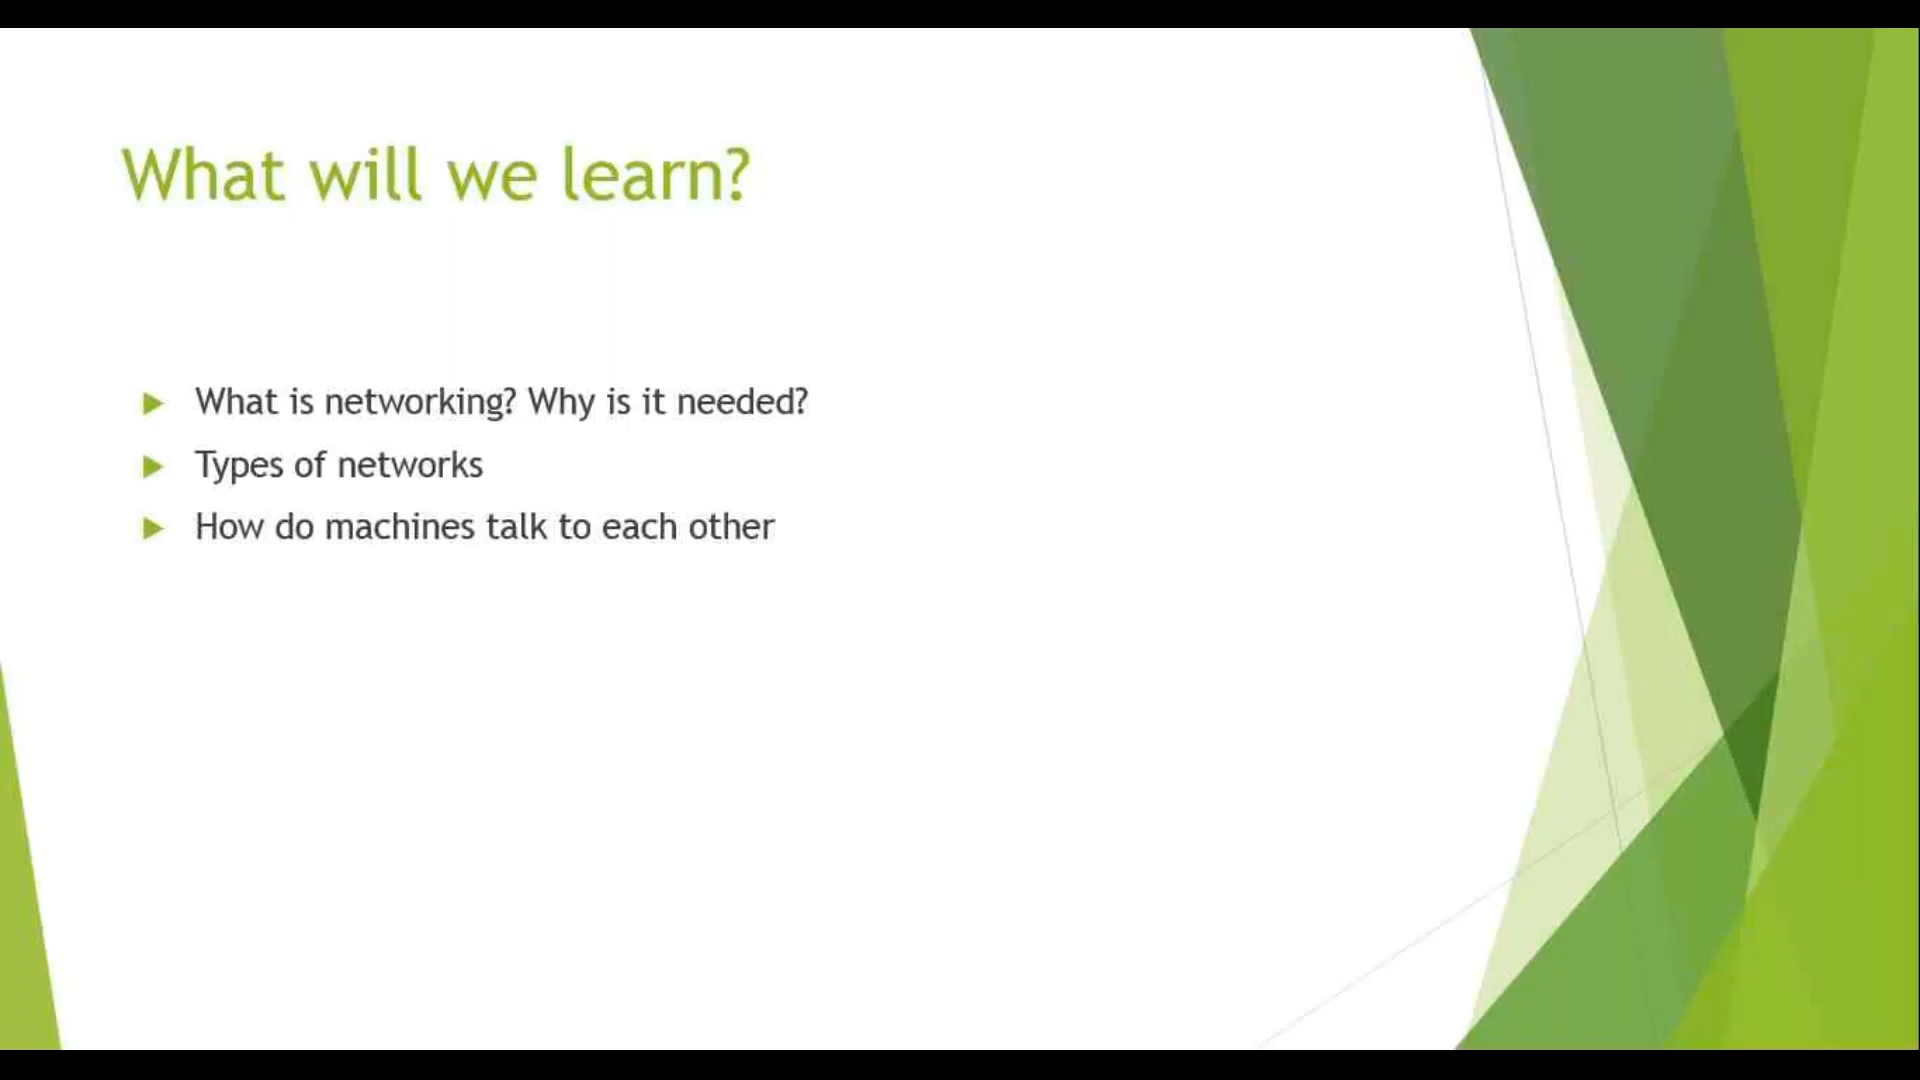 What will we learn?
What is networking? Why is it needed?
Types of networks
How do machines talk to each other